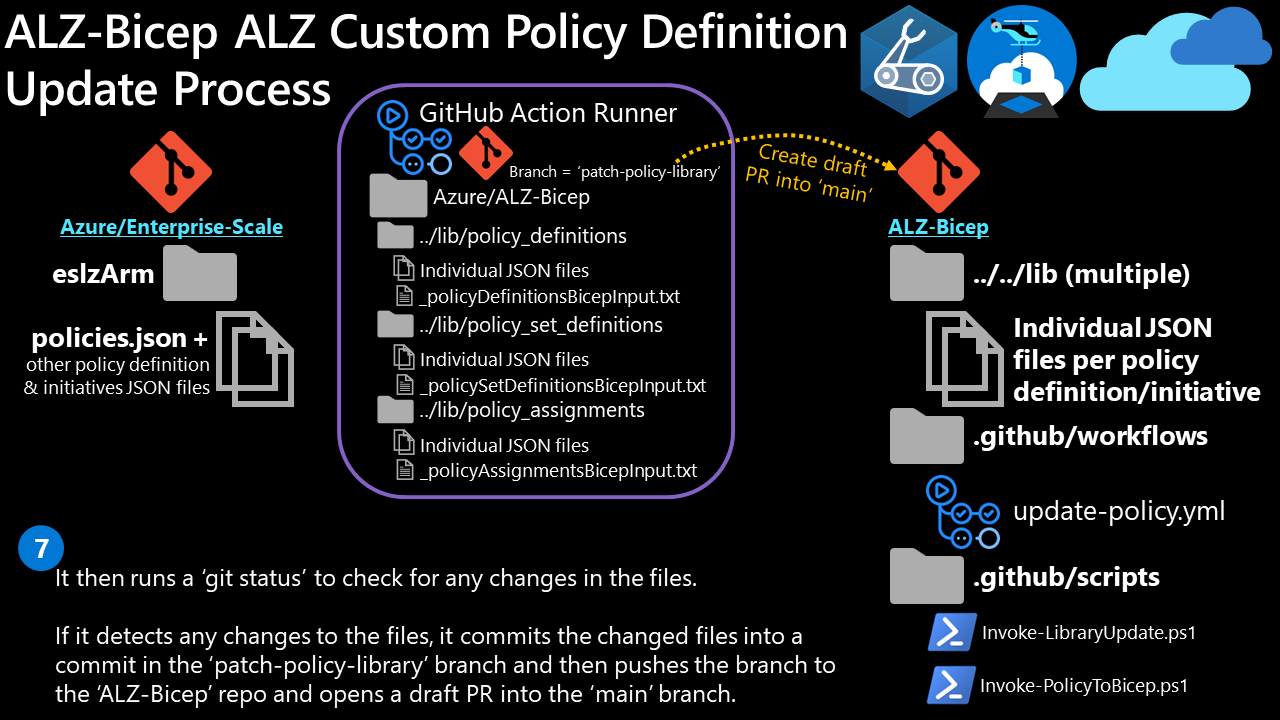 ALZ-Bicep ALZ Custom Policy Definition
Update Process
Azure/Enterprise-Scale
eslzArm
policies.json +
other policy definition
& initiatives JSON files
GitHub Action Runner
Branch = ‘patch-policy-library’
Azure/ALZ-Bicep
../lib/policy_definitions
Individual JSON files
_policyDefinitionsBicepInput.txt
../lib/policy_set_definitions
Individual JSON files
_policySetDefinitionsBicepInput.txt
../lib/policy_assignments
Individual JSON files
_policyAssignmentsBicepInput.txt
Create draft
PR into ‘main’
ALZ-Bicep
../../lib (multiple)
Individual JSON
files per policy
definition/initiative
.github/workflows
update-policy.yml
.github/scripts
Invoke-LibraryUpdate.ps1
Invoke-PolicyToBicep.ps1
7
It then runs a ‘git status’ to check for any changes in the files.
If it detects any changes to the files, it commits the changed files into a
commit in the ‘patch-policy-library’ branch and then pushes the branch to
the ‘ALZ-Bicep’ repo and opens a draft PR into the ‘main’ branch.